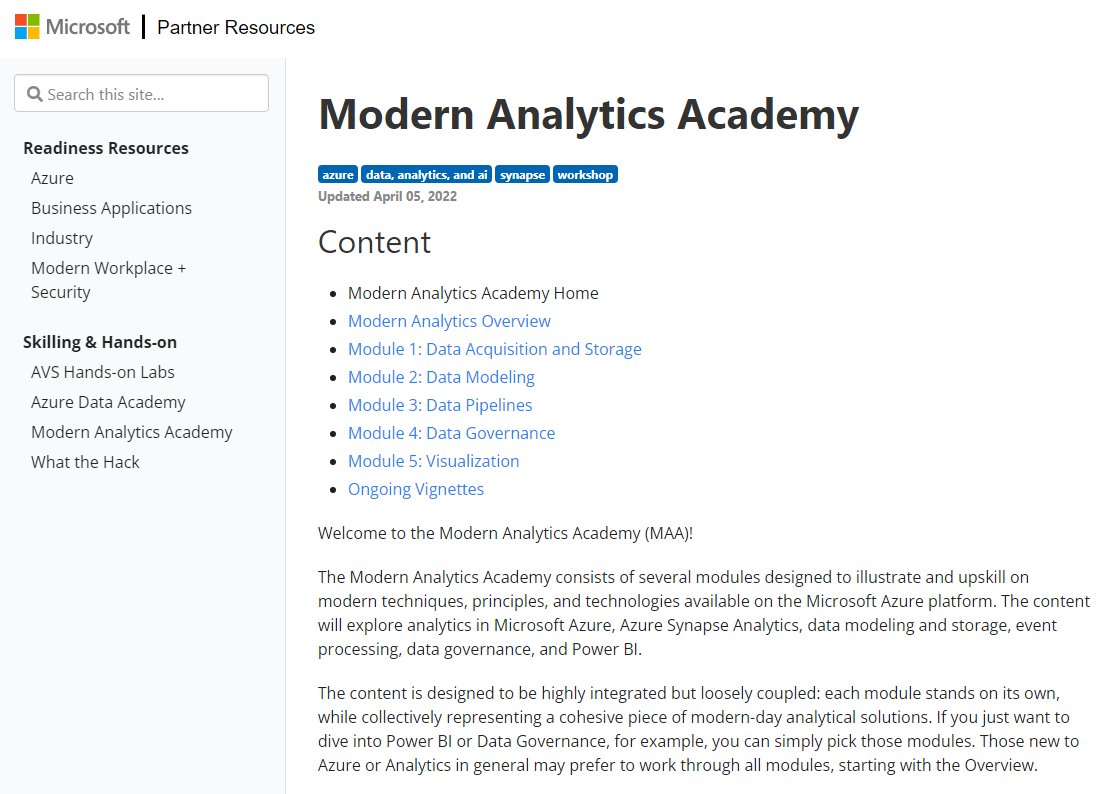 Microsoft | Partner Resources
Search this site...
Readiness Resources
Azure
Business Applications
Industry
Modern Workplace +
Security
Skilling & Hands-on
AVS Hands-on Labs
Azure Data Academy
Modern Analytics Academy
What the Hack
Modern Analytics Academy
azure data, analytics, and ai synapse workshop
Updated April 05, 2022
Content
• Modern Analytics Academy Home
• Modern Analytics Overview
• Module 1: Data Acquisition and Storage
• Module 2: Data Modeling
• Module 3: Data Pipelines
• Module 4: Data Governance
• Module 5: Visualization
• Ongoing Vignettes
Welcome to the Modern Analytics Academy (MAA)!
The Modern Analytics Academy consists of several modules designed to illustrate and upskill on
modern techniques, principles, and technologies available on the Microsoft Azure platform. The content
will explore analytics in Microsoft Azure, Azure Synapse Analytics, data modeling and storage, event
processing, data governance, and Power BI.
The content is designed to be highly integrated but loosely coupled: each module stands on its own,
while collectively representing a cohesive piece of modern-day analytical solutions. If you just want to
dive into Power BI or Data Governance, for example, you can simply pick those modules. Those new to
Azure or Analytics in general may prefer to work through all modules, starting with the Overview.